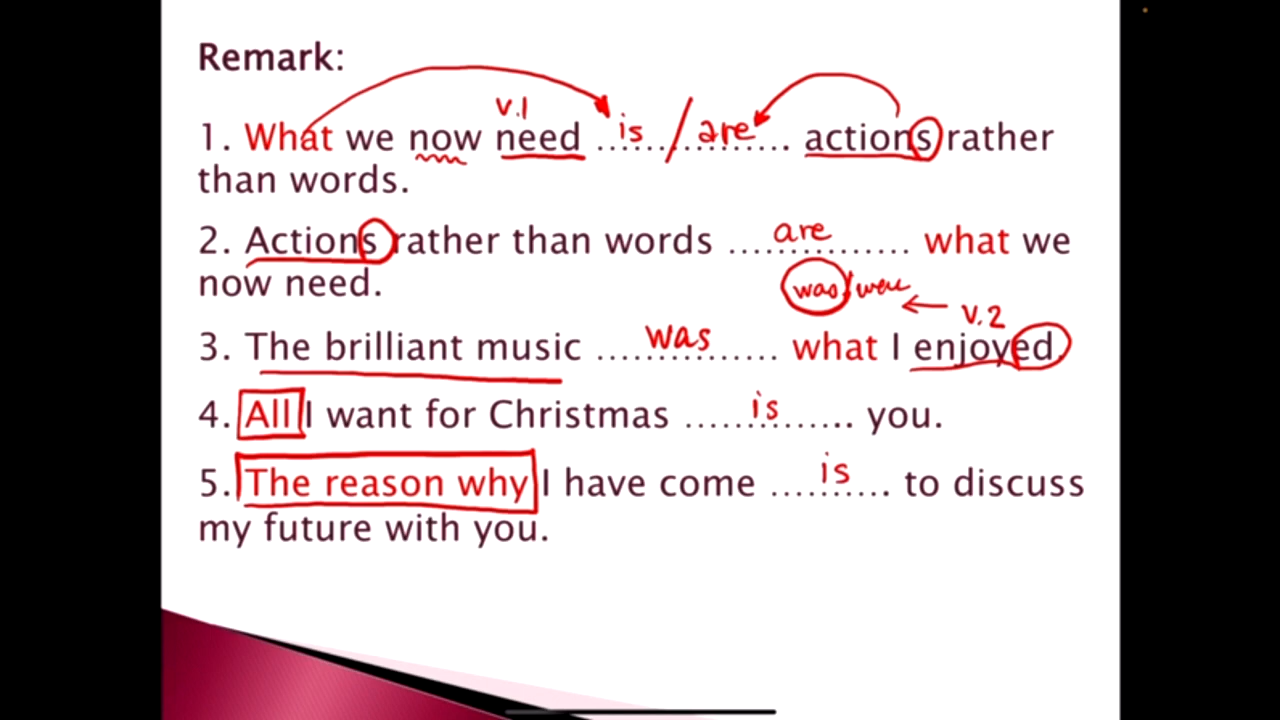 Remark:
v.1
1. What we now need ...is.../...are... actions rather
than words.
2. Actions rather than words ...are... what we
now need.
was/were ← v.2
3. The brilliant music ...was... what I enjoyed.
4. All I want for Christmas ...is... you.
5. The reason why I have come ...is... to discuss
my future with you.